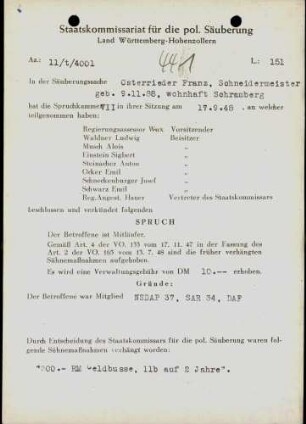 Staatskommissariat für die pol. Säuberung
Land Württemberg-Hohenzollern
Az.: 11/t/4001
L.: 151
In der Säuberungssache Osterrieder Franz, Schneidermeister
geb. 9.11.88, wohnhaft Schramberg
hat die Spruchkammer VII in ihrer Sitzung am 17.9.48 , an welcher
teilgenommen haben:
Regierungsassessor Wax Vorsitzender
Waldner Ludwig Beisitzer
Munch Alois „
Einstein Sigbert „
Steinacher Anton „
Orker Emil „
Schneckenburger Josef „
Schwarz Emil „
Reg.Angest. Hauer Vertreter des Staatskommissars
beschlossen und verkündet folgenden
SPRUCH
Der Betroffene ist Mitläufer.
Gemäß Art. 4 der VO. 133 vom 17. 11. 47 in der Fassung des
Art. 2 der VO. 165 vom 13. 7. 48 sind die früher verhängten
Sühnemaßnahmen aufgehoben.
Es wird eine Verwaltungsgebühr von DM 10.-- erhoben.
Gründe:
Der Betroffene war Mitglied NSDAP 37, SAR 34, DAF
Durch Entscheidung des Staatskommissars für die pol. Säuberung waren fol-
gende Sühnemaßnahmen verhängt worden:
"200.- RM Geldbusse, 11b auf 2 Jahre".